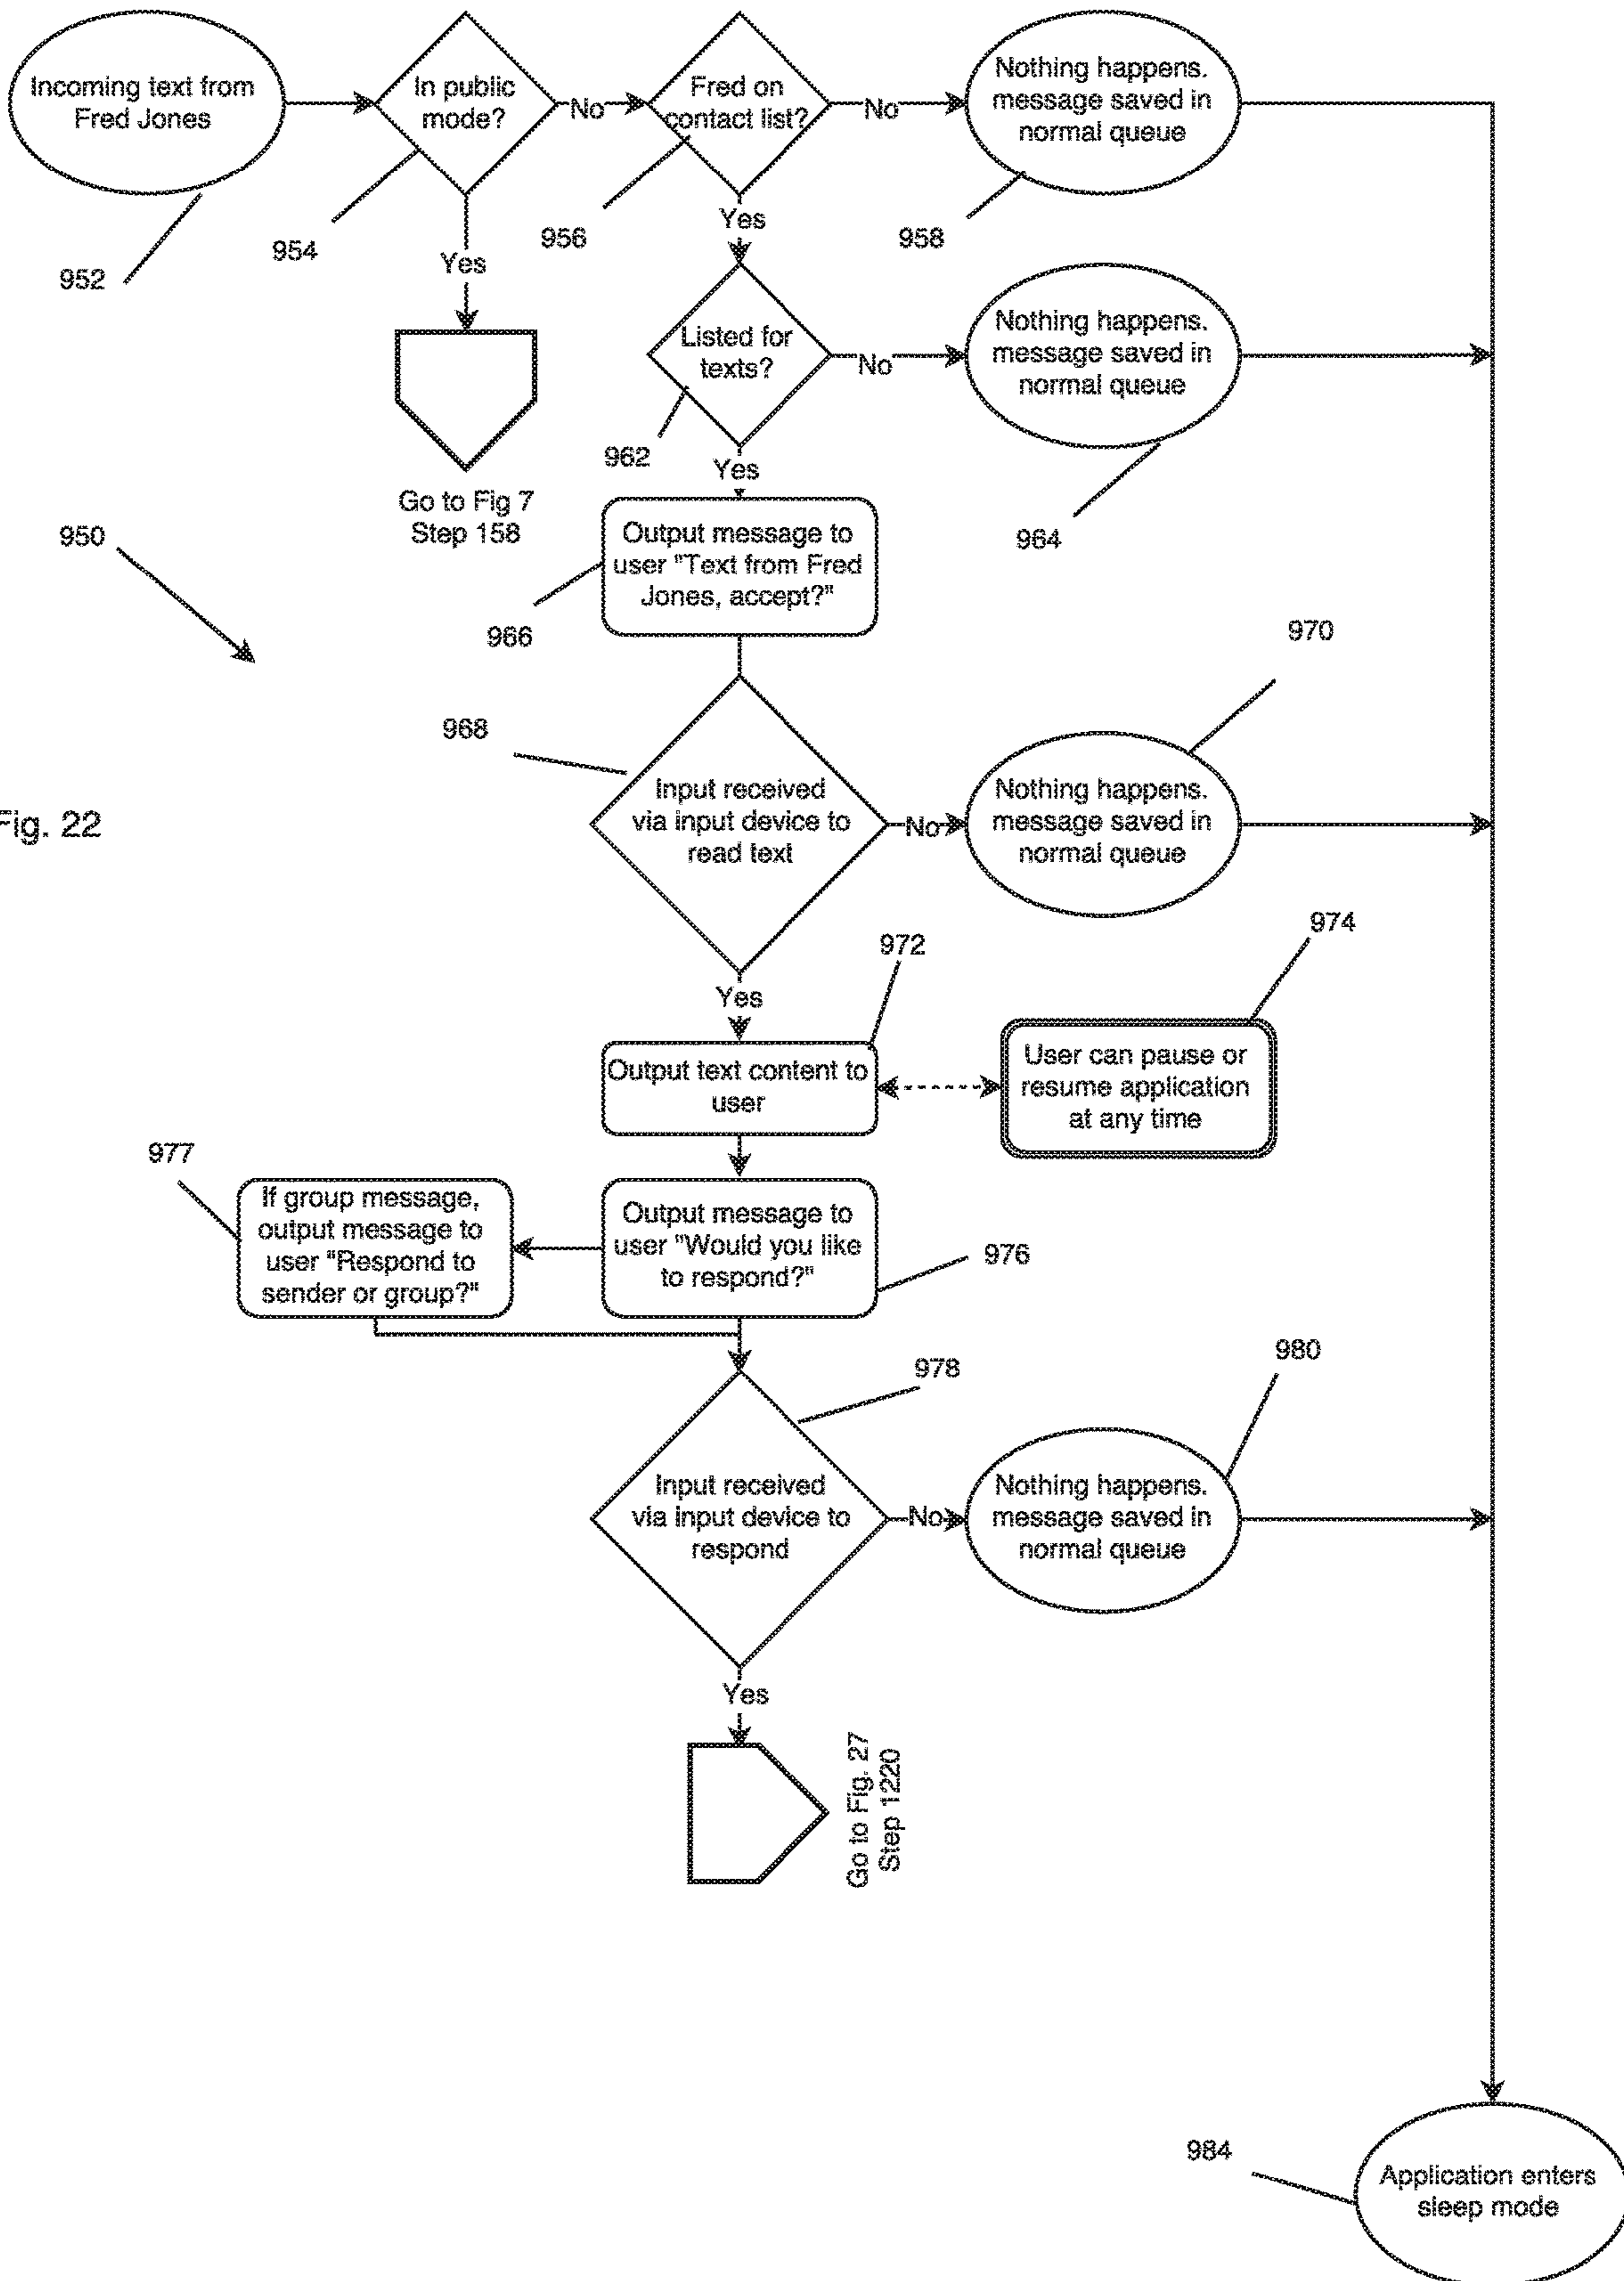 Incoming text from
Fred Jones
In public
mode?
No
Fred on
contact list?
No
Nothing happens.
message saved in
normal queue
952
954
Yes
956
Yes
958
Go to Fig 7
Step 158
Listed for
texts?
No
Nothing happens.
message saved in
normal queue
962
Yes
964
950
Output message to
user "Text from Fred
Jones, accept?"
966
968
970
Input received
via input device to
read text
No
Nothing happens.
message saved in
normal queue
Fig. 22
Yes
972
974
Output text content to
user
User can pause or
resume application
at any time
977
If group message,
output message to
user "Respond to
sender or group?"
Output message to
user "Would you like
to respond?"
976
978
980
Input received
via input device to
respond
No
Nothing happens.
message saved in
normal queue
Yes
Go to Fig. 27
Step 1220
984
Application enters
sleep mode